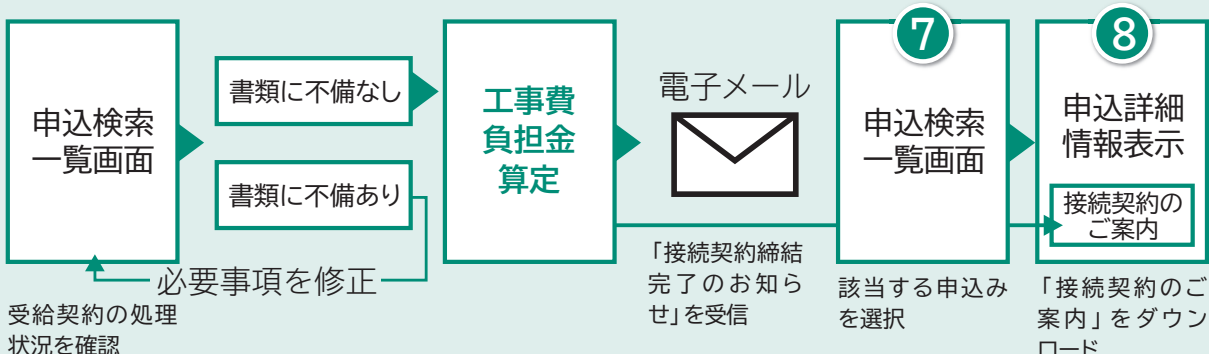 申込検索
一覧画面
受給契約の処理
状況を確認
書類に不備なし
書類に不備あり
必要事項を修正
工事費
負担金
算定
電子メール
「接続契約締結
完了のお知ら
せ」を受信
7
申込検索
一覧画面
該当する申込み
を選択
8
申込詳細
情報表示
接続契約の
ご案内
「接続契約のご
案内」をダウン
ロード